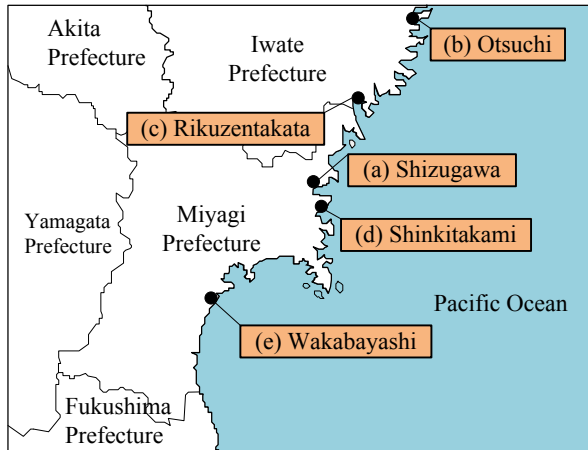 Akita
Prefecture
Iwate
Prefecture
(b) Otsuchi
(c) Rikuzentakata
(a) Shizugawa
Yamagata
Prefecture
Miyagi
Prefecture
(d) Shinkitakami
Pacific Ocean
(e) Wakabayashi
Fukushima
Prefecture